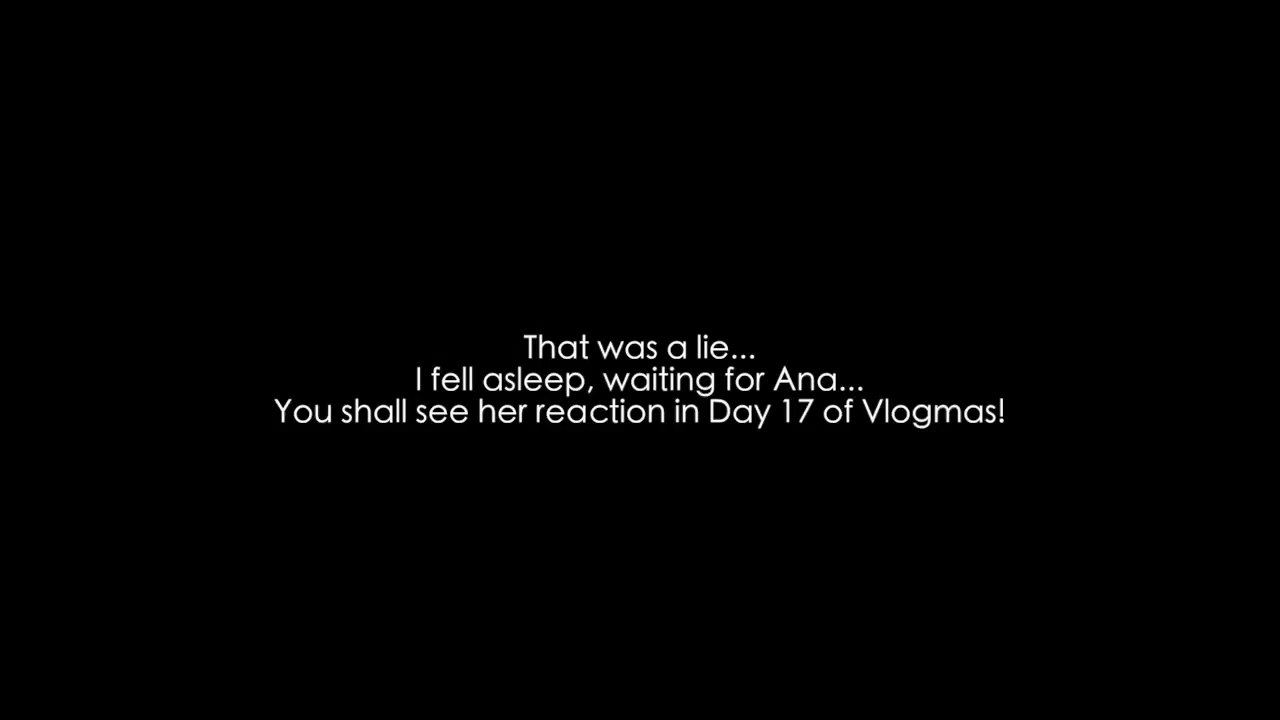 That was a lie...
I fell asleep, waiting for Ana...
You shall see her reaction in Day 17 of Vlogmas!